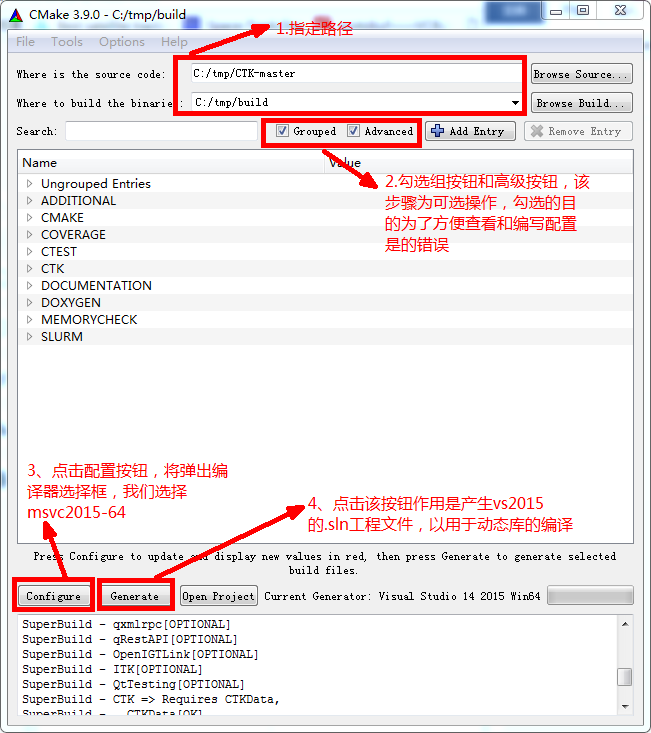 CMake 3.9.0 - C:/tmp/build
File Tools Options Help
1.指定路径
Where is the source code: C:/tmp/CTK-master Browse Source...
Where to build the binaries: C:/tmp/build Browse Build...
Search: Grouped Advanced Add Entry Remove Entry
Name Value
Ungrouped Entries
ADDITIONAL
CMAKE
COVERAGE
CTEST
CTK
DOCUMENTATION
DOXYGEN
MEMORYCHECK
SLURM
2.勾选组按钮和高级按钮，该
步骤为可选操作，勾选的目
的为了方便查看和编写配置
是的错误
3、点击配置按钮，将弹出编
译器选择框，我们选择
msvc2015-64
4、点击该按钮作用是产生vs2015
的.sln工程文件，以用于动态库的编译
Press Configure to update and display new values in red, then press Generate to generate selected
build files.
Configure Generate Open Project Current Generator: Visual Studio 14 2015 Win64
SuperBuild - qxmlrpc[OPTIONAL]
SuperBuild - qRestAPI[OPTIONAL]
SuperBuild - OpenIGTLink[OPTIONAL]
SuperBuild - ITK[OPTIONAL]
SuperBuild - QtTesting[OPTIONAL]
SuperBuild - CTK => Requires CTKData,
SuperBuild - CTKData[OK]